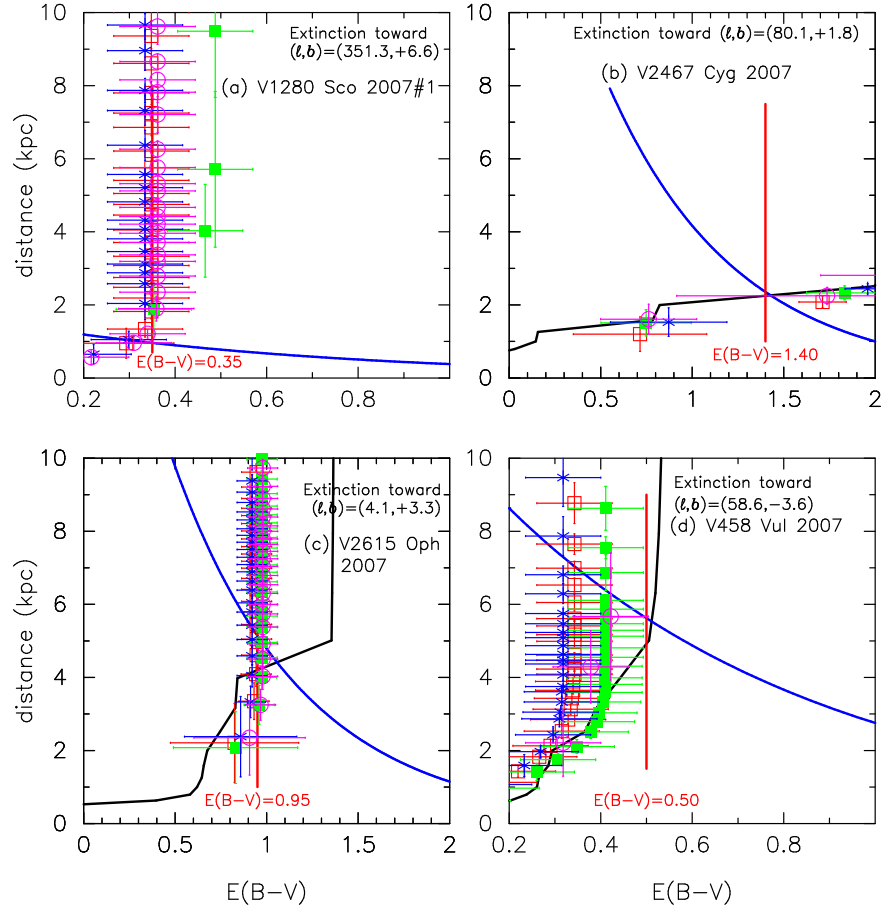 Extinction toward
(l,b)=(351.3,+6.6)
(a) V1280 Sco 2007#1
E(B−V)=0.35
distance (kpc)
10
8
6
4
2
0
0.2 0.4 0.6 0.8 1
Extinction toward (l,b)=(80.1,+1.8)
(b) V2467 Cyg 2007
E(B−V)=1.40
10
8
6
4
2
0
0 0.5 1 1.5 2
Extinction toward
(l,b)=(4.1,+3.3)
(c) V2615 Oph
2007
E(B−V)=0.95
distance (kpc)
10
8
6
4
2
0
0 0.5 1 1.5 2
E(B−V)
Extinction toward
(l,b)=(58.6,−3.6)
(d) V458 Vul 2007
E(B−V)=0.50
10
8
6
4
2
0
0.2 0.4 0.6 0.8 1
E(B−V)